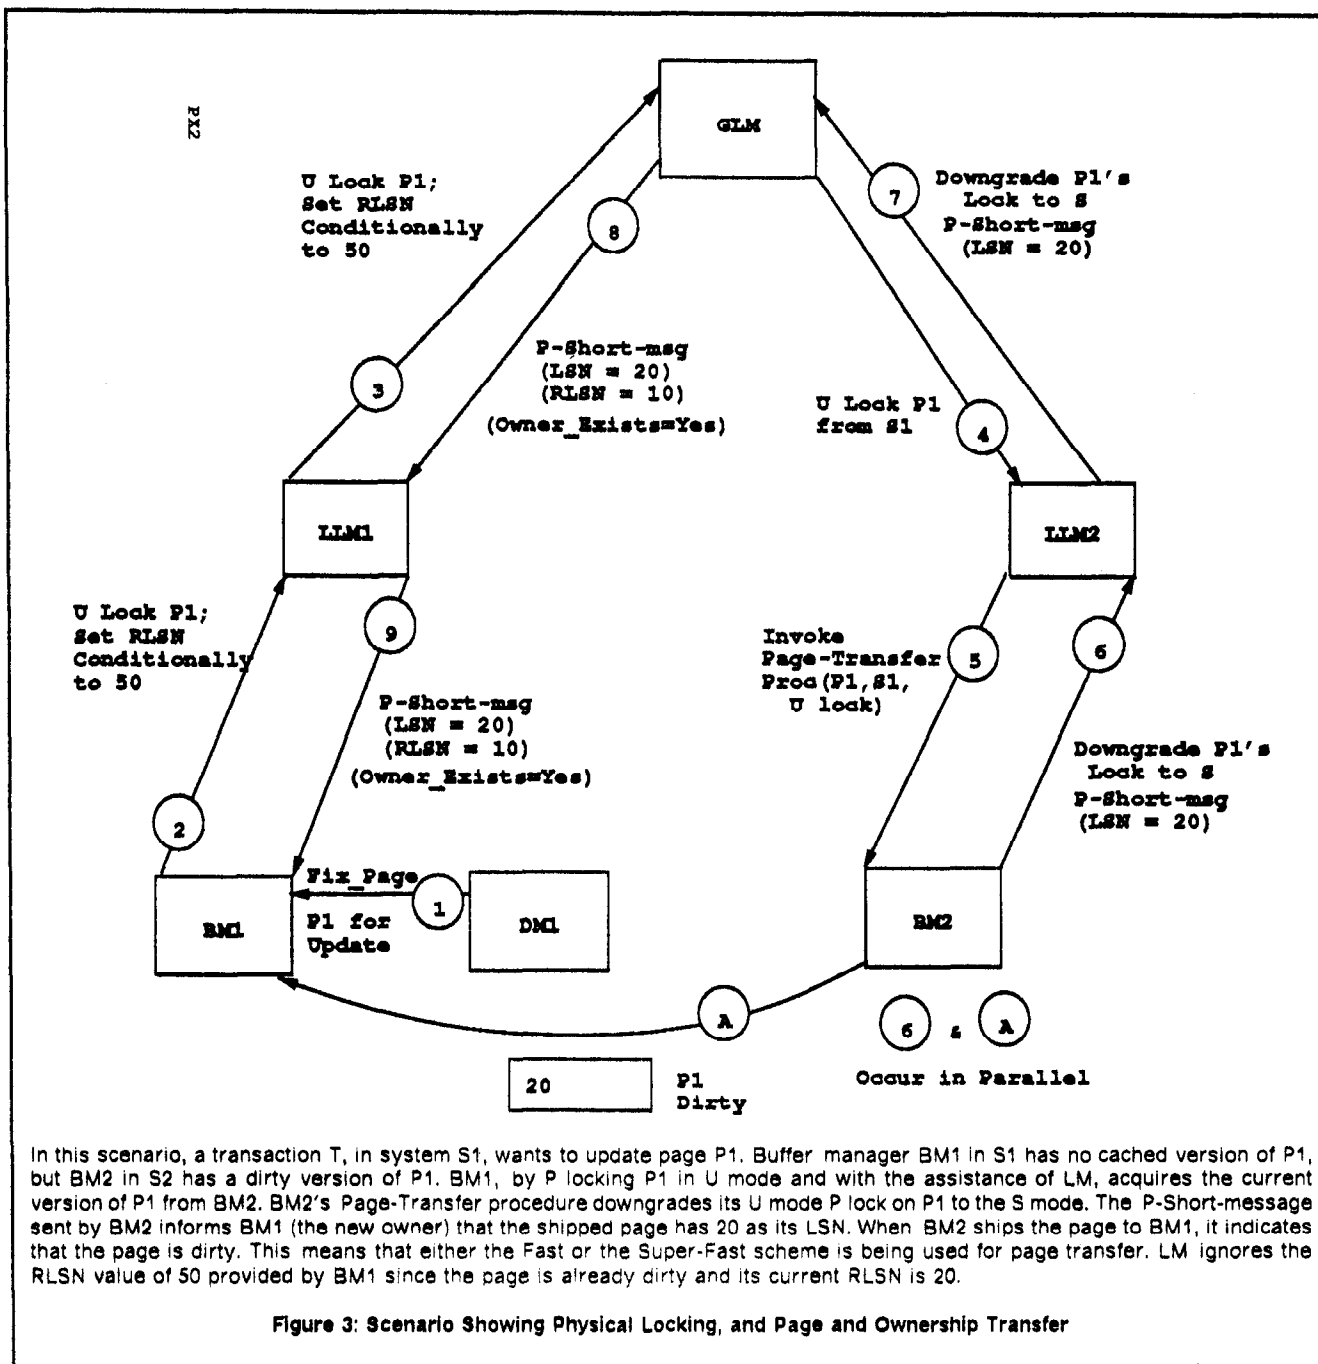 PX2
GLM
U Lock P1;
Set RLSN
Conditionally
to 50
8
7
Downgrade P1's
Lock to S
P-Short-msg
(LSN = 20)
3
P-Short-msg
(LSN = 20)
(RLSN = 10)
(Owner_Exists=Yes)
U Lock P1
from S1
4
LLM1
LLM2
U Lock P1;
Set RLSN
Conditionally
to 50
9
Invoke
Page-Transfer
Proc(P1,S1,
U lock)
5
6
P-Short-msg
(LSN = 20)
(RLSN = 10)
(Owner_Exists=Yes)
Downgrade P1's
Lock to S
P-Short-msg
(LSN = 20)
2
Fix_Page
1
P1 for
Update
BM1
DM1
BM2
A
6 & A
Occur in Parallel
20
P1
Dirty
In this scenario, a transaction T, in system S1, wants to update page P1. Buffer manager BM1 in S1 has no cached version of P1,
but BM2 in S2 has a dirty version of P1. BM1, by P locking P1 in U mode and with the assistance of LM, acquires the current
version of P1 from BM2. BM2's Page-Transfer procedure downgrades its U mode P lock on P1 to the S mode. The P-Short-message
sent by BM2 informs BM1 (the new owner) that the shipped page has 20 as its LSN. When BM2 ships the page to BM1, it indicates
that the page is dirty. This means that either the Fast or the Super-Fast scheme is being used for page transfer. LM ignores the
RLSN value of 50 provided by BM1 since the page is already dirty and its current RLSN is 20.
Figure 3: Scenario Showing Physical Locking, and Page and Ownership Transfer